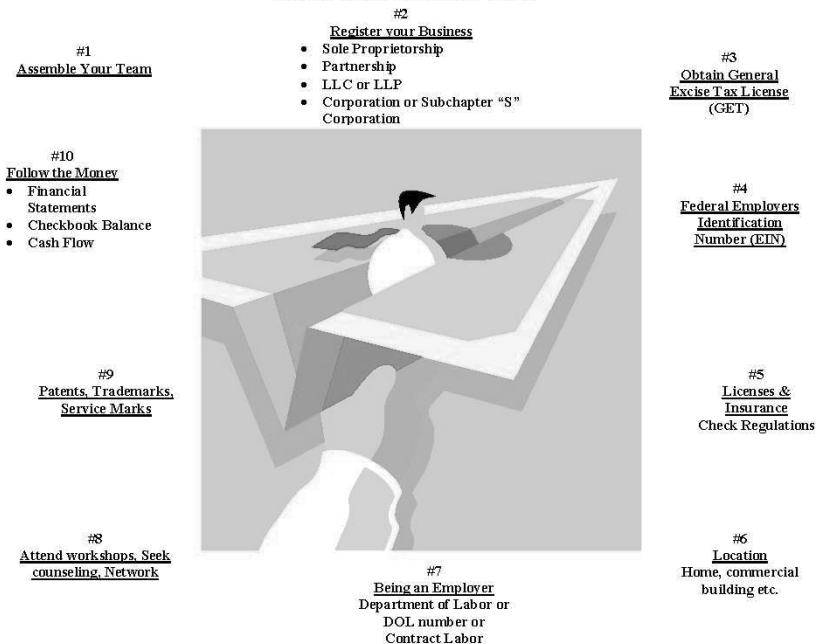 #1
Assemble Your Team
#2
Register your Business
• Sole Proprietorship
• Partnership
• LLC or LLP
• Corporation or Subchapter “S”
Corporation
#3
Obtain General
Excise Tax License
(GET)
#4
Federal Employers
Identification
Number (EIN)
#5
Licenses &
Insurance
Check Regulations
#6
Location
Home, commercial
building etc.
#7
Being an Employer
Department of Labor or
DOL number or
Contract Labor
#8
Attend workshops, Seek
counseling, Network
#9
Patents, Trademarks,
Service Marks
#10
Follow the Money
• Financial
Statements
• Checkbook Balance
• Cash Flow